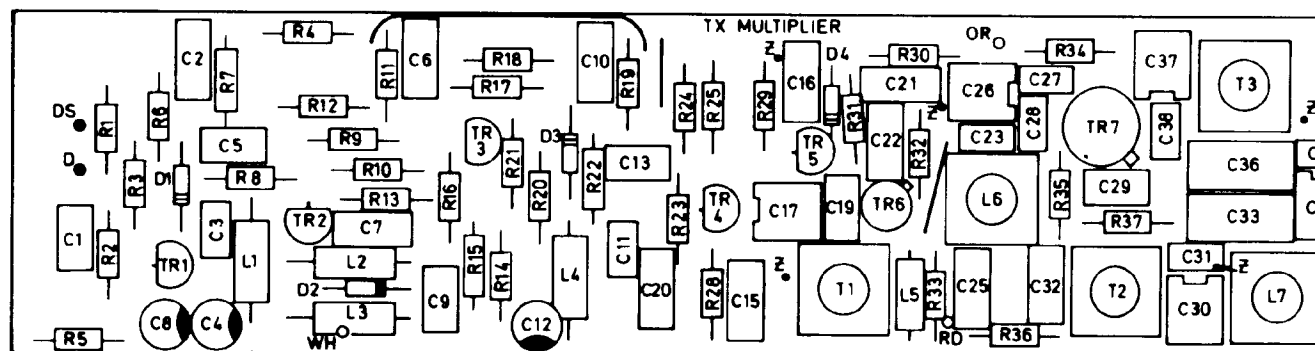 TX MULTIPLIER
R4
C2
R7
R11
C6
R18
R17
C10
R19
Z
C16
D4
R30
OR
R34
C37
T3
DS
R1
R6
R12
R9
TR
3
R21
D3
R24
R25
R29
R31
C21
Z
C26
C27
C28
TR7
C38
Z
D
R3
D1
C5
R8
R10
R13
R16
R20
R22
C13
TR
5
C22
R32
C23
C36
C
C1
R2
C3
TR2
C7
R23
TR
4
C17
C19
TR6
L6
R35
C29
C33
C
R37
TR1
L1
L2
R15
R14
L4
C11
C20
Z
C31
Z
D2
C9
R28
C15
T1
L5
R33
C25
C32
T2
C30
L7
R5
C8
C4
L3
WH
C12
RD
R36